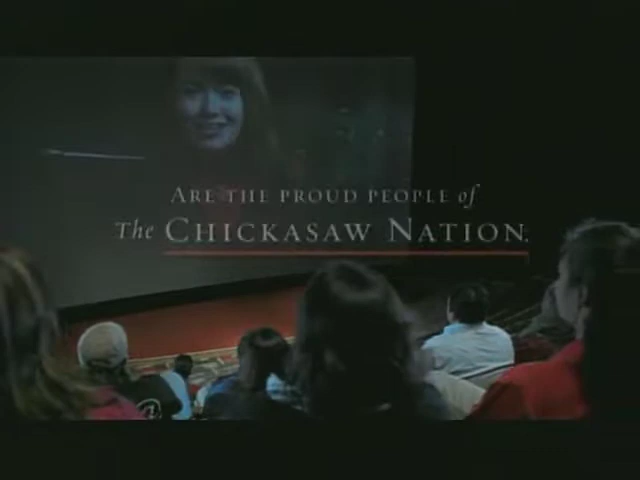 ARE THE PROUD PEOPLE of
The CHICKASAW NATION.